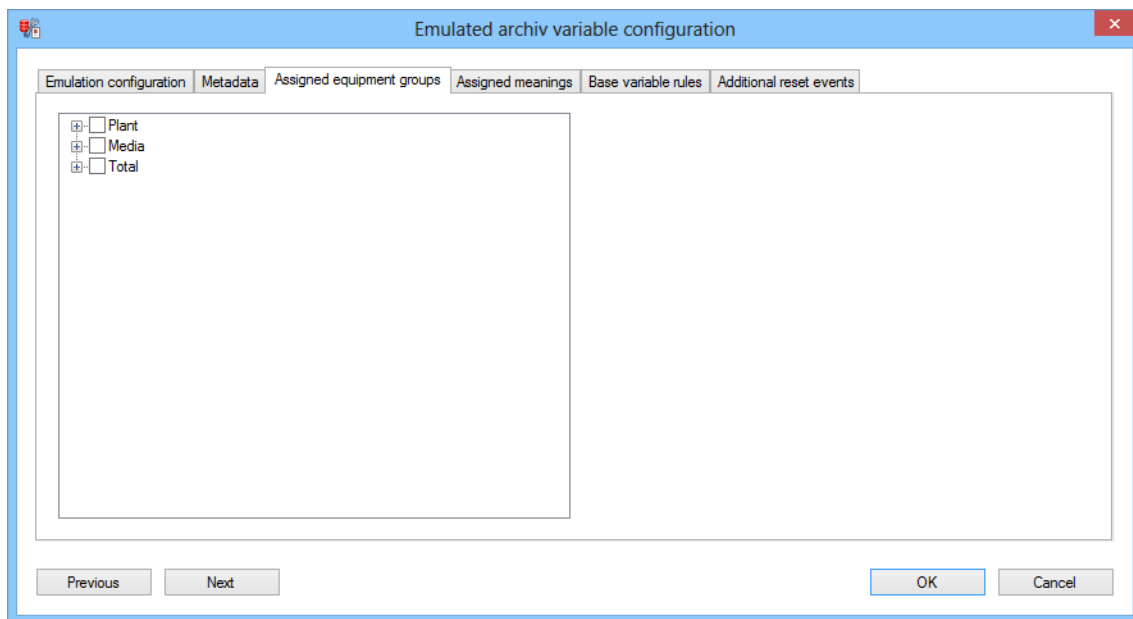 Emulated archiv variable configuration
Emulation configuration Metadata Assigned equipment groups Assigned meanings Base variable rules Additional reset events
Plant
Media
Total
Previous Next OK Cancel